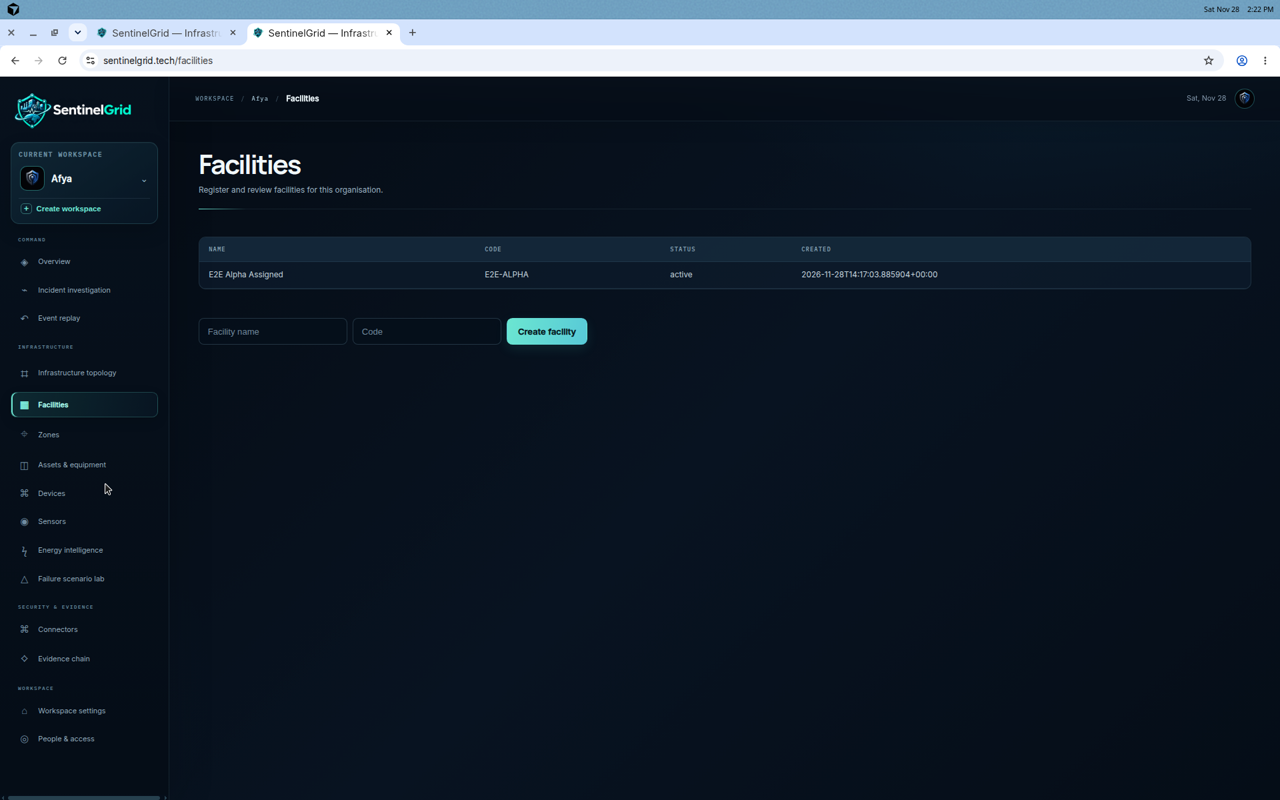 Sat Nov 28 2:22 PM
SentinelGrid — Infrastr
SentinelGrid — Infrastr
sentinelgrid.tech/facilities
SentinelGrid
WORKSPACE / Afya / Facilities
Sat, Nov 28
CURRENT WORKSPACE
Afya
+ Create workspace
COMMAND
Overview
Incident investigation
Event replay
INFRASTRUCTURE
Infrastructure topology
Facilities
Zones
Assets & equipment
Devices
Sensors
Energy intelligence
Failure scenario lab
SECURITY & EVIDENCE
Connectors
Evidence chain
WORKSPACE
Workspace settings
People & access
Facilities
Register and review facilities for this organisation.
NAME CODE STATUS CREATED
E2E Alpha Assigned E2E-ALPHA active 2026-11-28T14:17:03.885904+00:00
Facility name Code Create facility